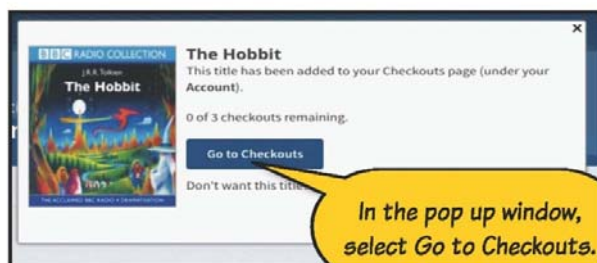 BBC RADIO COLLECTION
J.R.R. Tolkien
The Hobbit
THE ACCLAIMED BBC RADIO DRAMATISATION
The Hobbit
This title has been added to your Checkouts page (under your
Account).
0 of 3 checkouts remaining.
Go to Checkouts
Don't want this title
In the pop up window,
select Go to Checkouts.